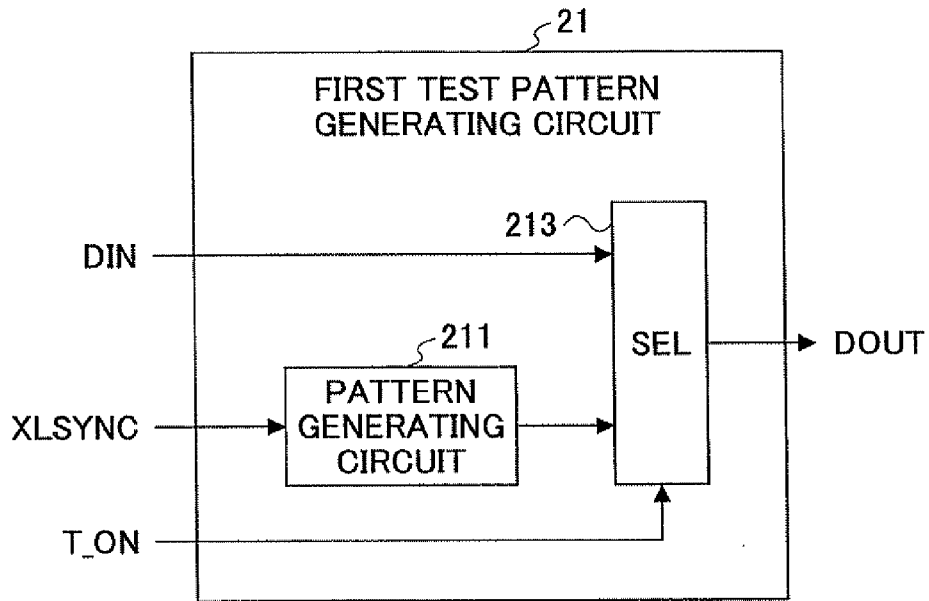 21
FIRST TEST PATTERN
GENERATING CIRCUIT
213
DIN
SEL
DOUT
211
PATTERN
GENERATING
CIRCUIT
XLSYNC
T_ON